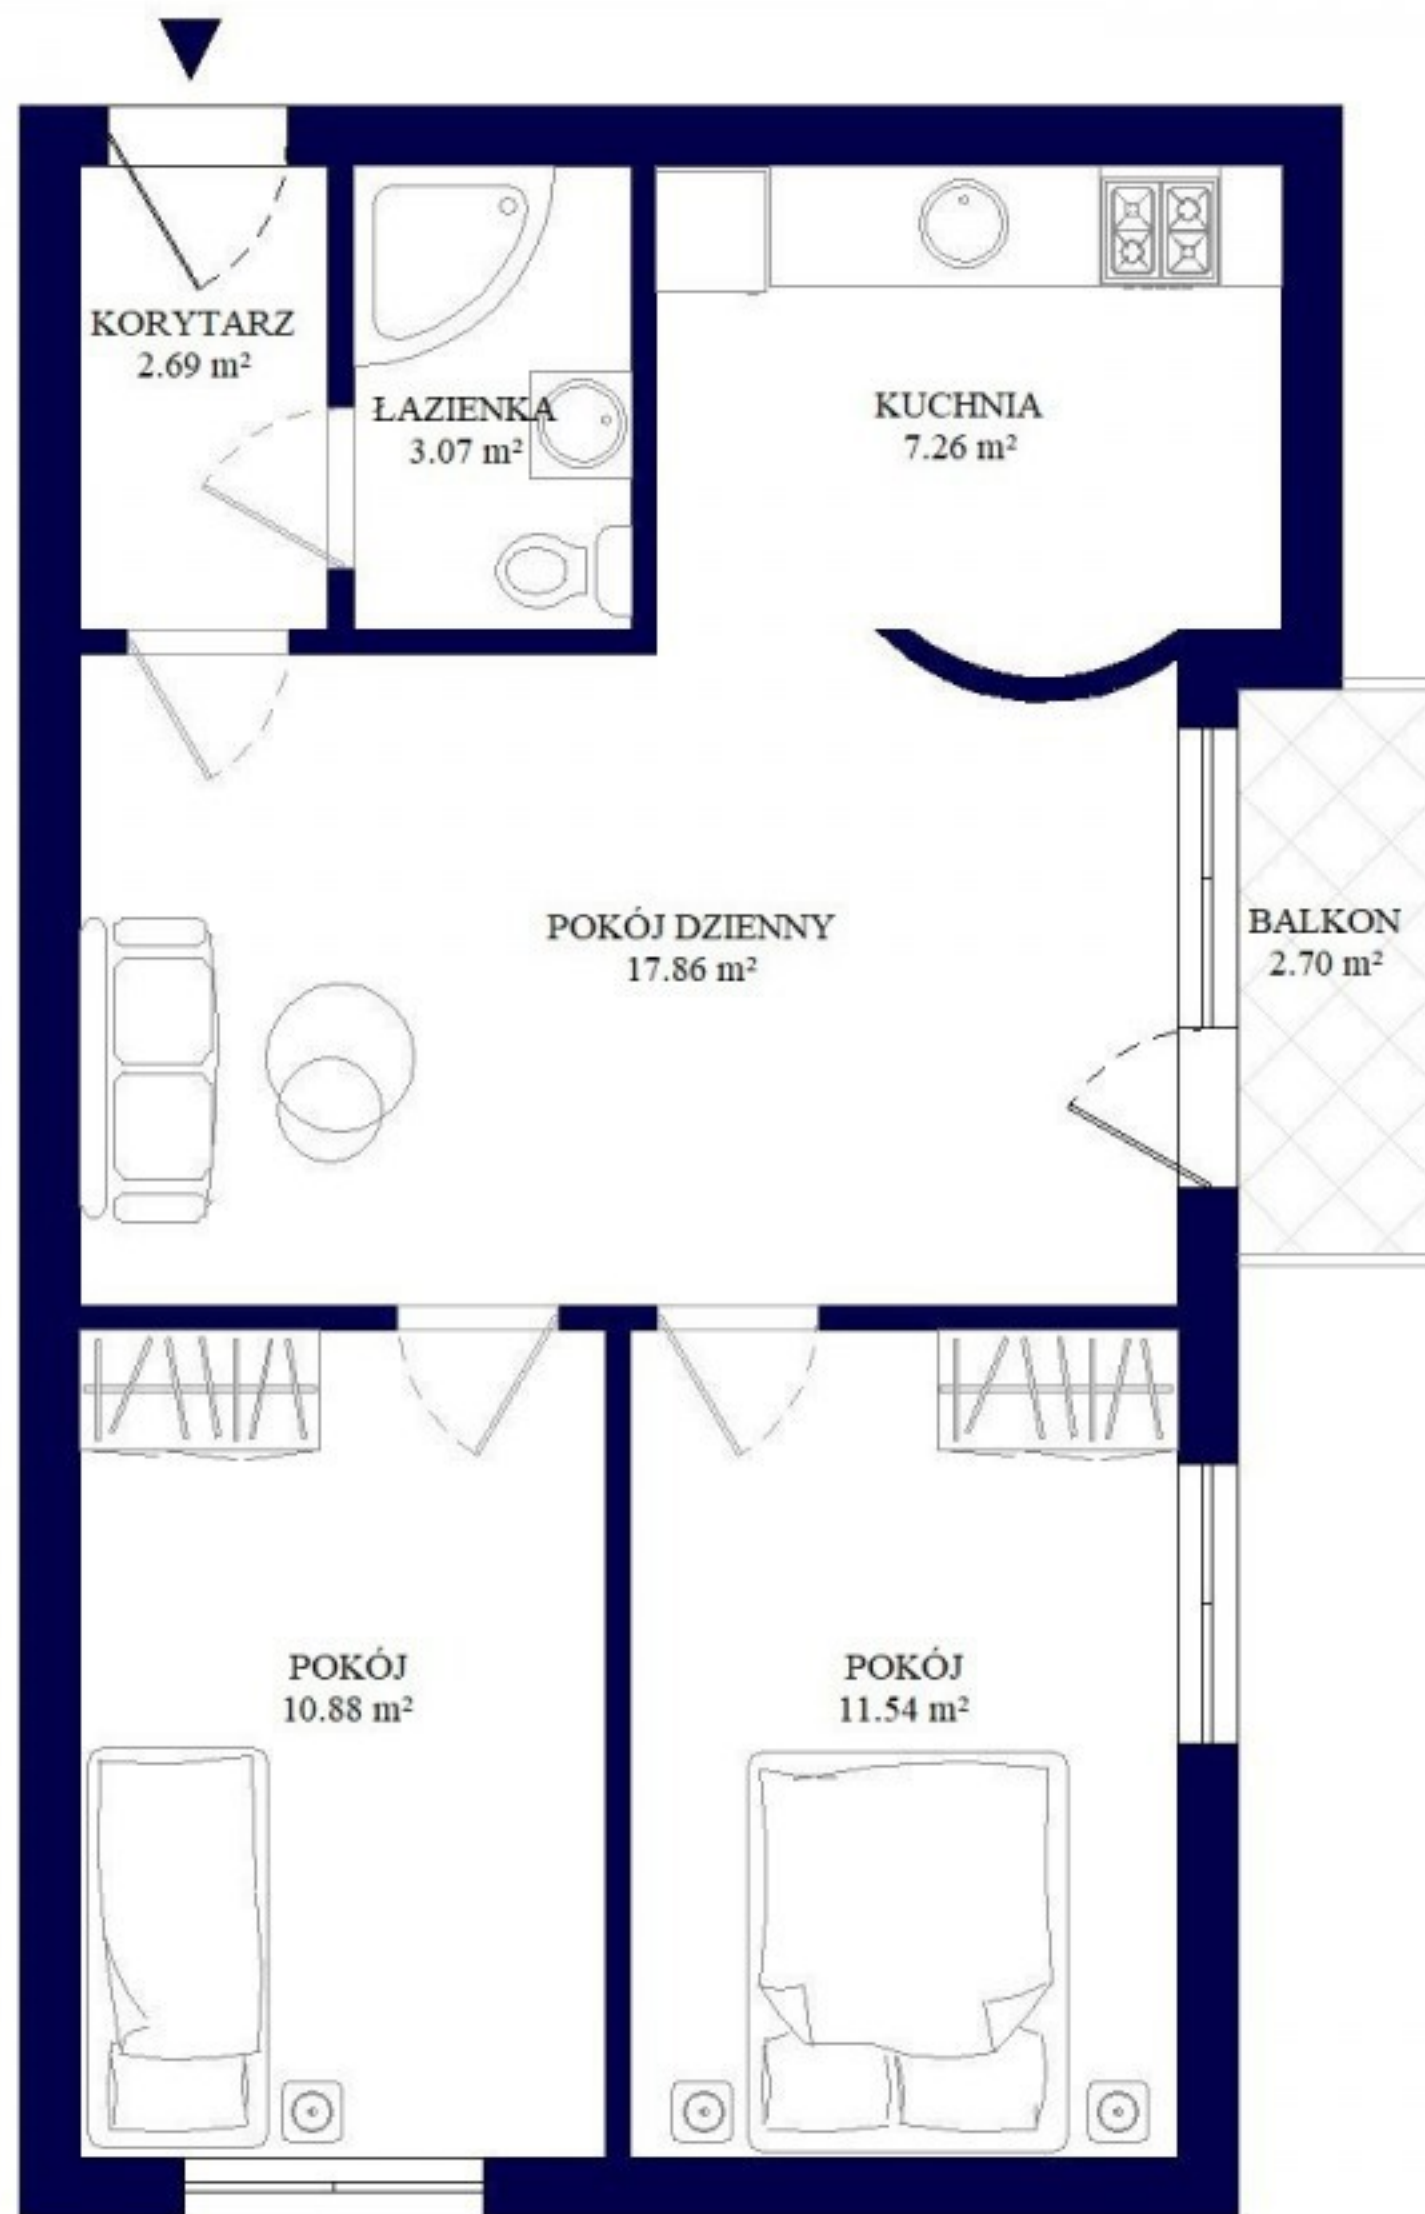 KORYTARZ
2.69 m²
ŁAZIENKA
3.07 m²
KUCHNIA
7.26 m²
POKÓJ DZIENNY
17.86 m²
BALKON
2.70 m²
POKÓJ
10.88 m²
POKÓJ
11.54 m²